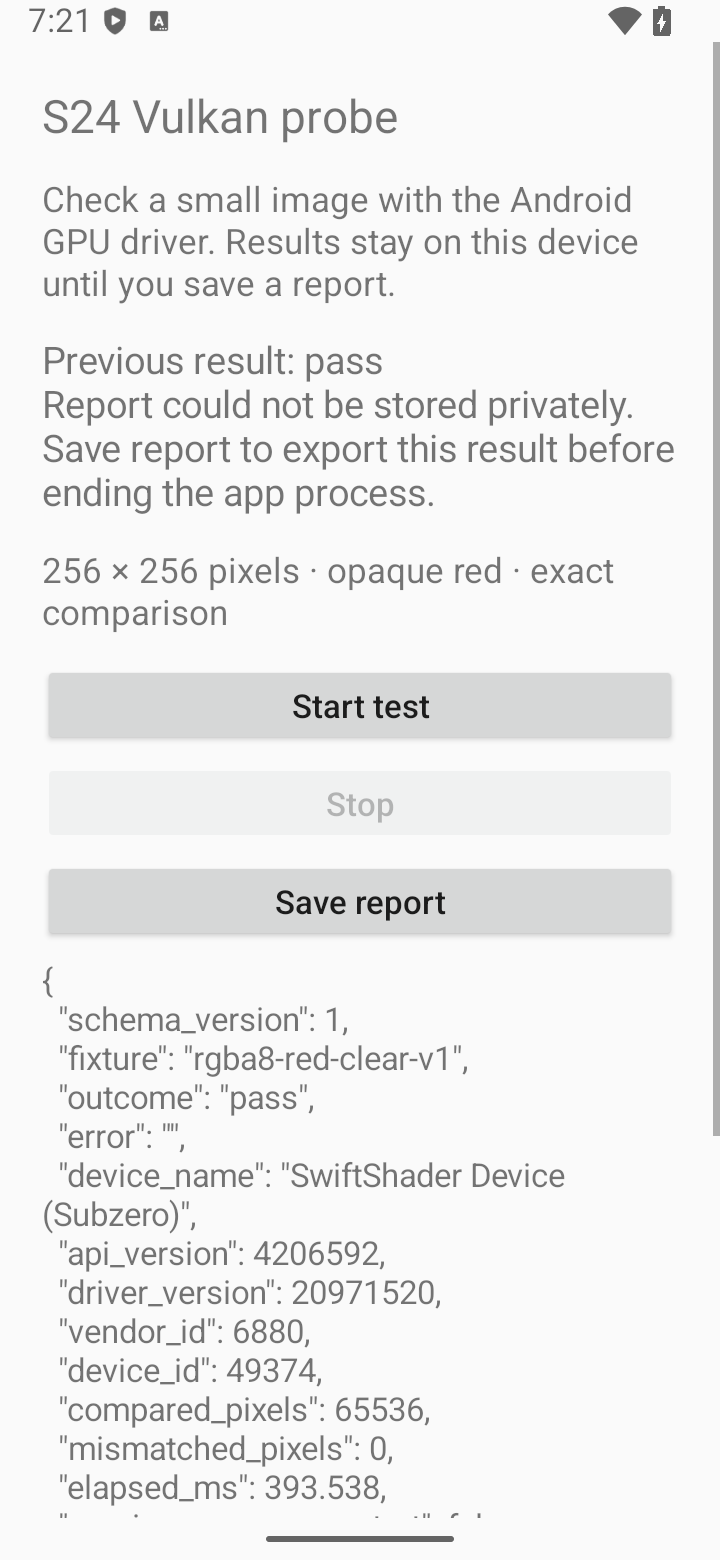 7:21
S24 Vulkan probe
Check a small image with the Android
GPU driver. Results stay on this device
until you save a report.
Previous result: pass
Report could not be stored privately.
Save report to export this result before
ending the app process.
256 × 256 pixels · opaque red · exact
comparison
Start test
Stop
Save report
{
"schema_version": 1,
"fixture": "rgba8-red-clear-v1",
"outcome": "pass",
"error": "",
"device_name": "SwiftShader Device
(Subzero)",
"api_version": 4206592,
"driver_version": 20971520,
"vendor_id": 6880,
"device_id": 49374,
"compared_pixels": 65536,
"mismatched_pixels": 0,
"elapsed_ms": 393.538,